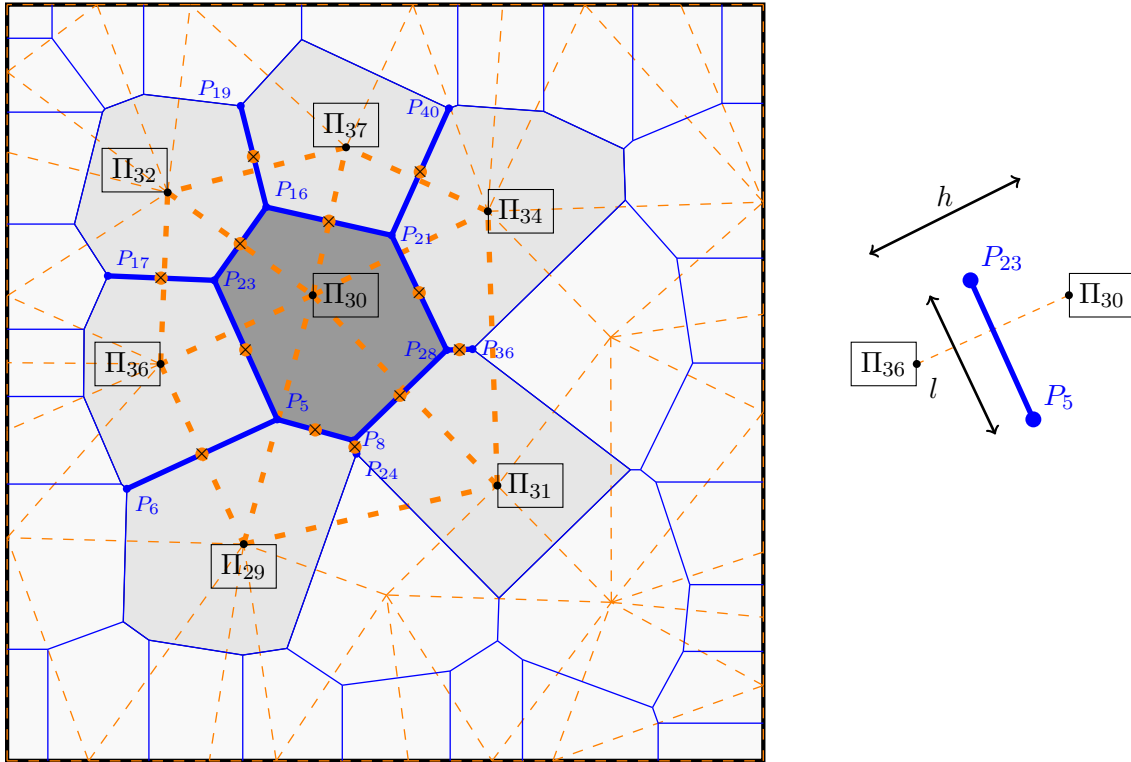 P₁₉
P₄₀
Π₃₇
Π₃₂
P₁₆
Π₃₄
h
P₂₁
P₁₇
P₂₃
P₂₃
Π₃₀
Π₃₀
Π₃₆
P₂₈
P₃₆
Π₃₆
l
P₅
P₅
P₈
P₂₄
P₆
Π₃₁
Π₂₉